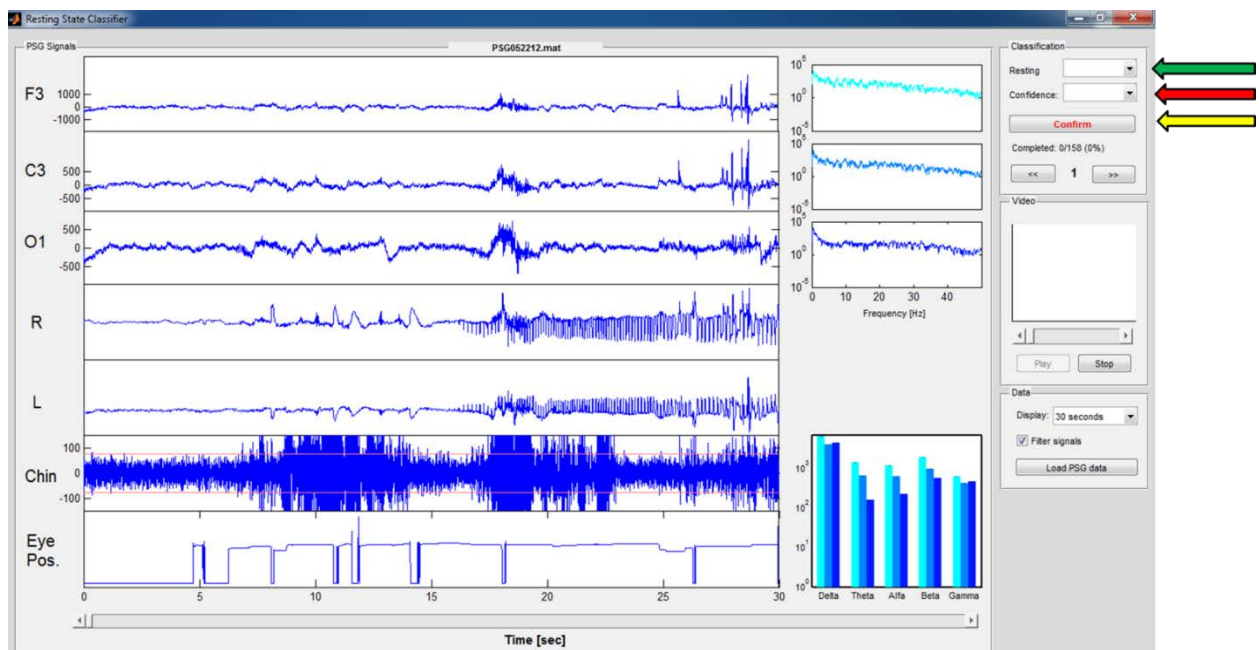 Resting State Classifier
PSG Signals
PSG052212.mat
F3
1000
0
-1000
C3
500
0
-500
O1
500
0
-500
R
L
Chin
100
0
-100
Eye
Pos.
0 5 10 15 20 25 30
Time [sec]
10^5
10^0
10^-5
10^5
10^0
10^-5
10^5
10^0
10^-5
0 10 20 30 40
Frequency [Hz]
10^3
10^2
10^1
10^0
Delta Theta Alfa Beta Gamma
Classification
Resting
Confidence:
Confirm
Completed: 0/158 (0%)
<< 1 >>
Video
Play Stop
Data
Display: 30 seconds
Filter signals
Load PSG data